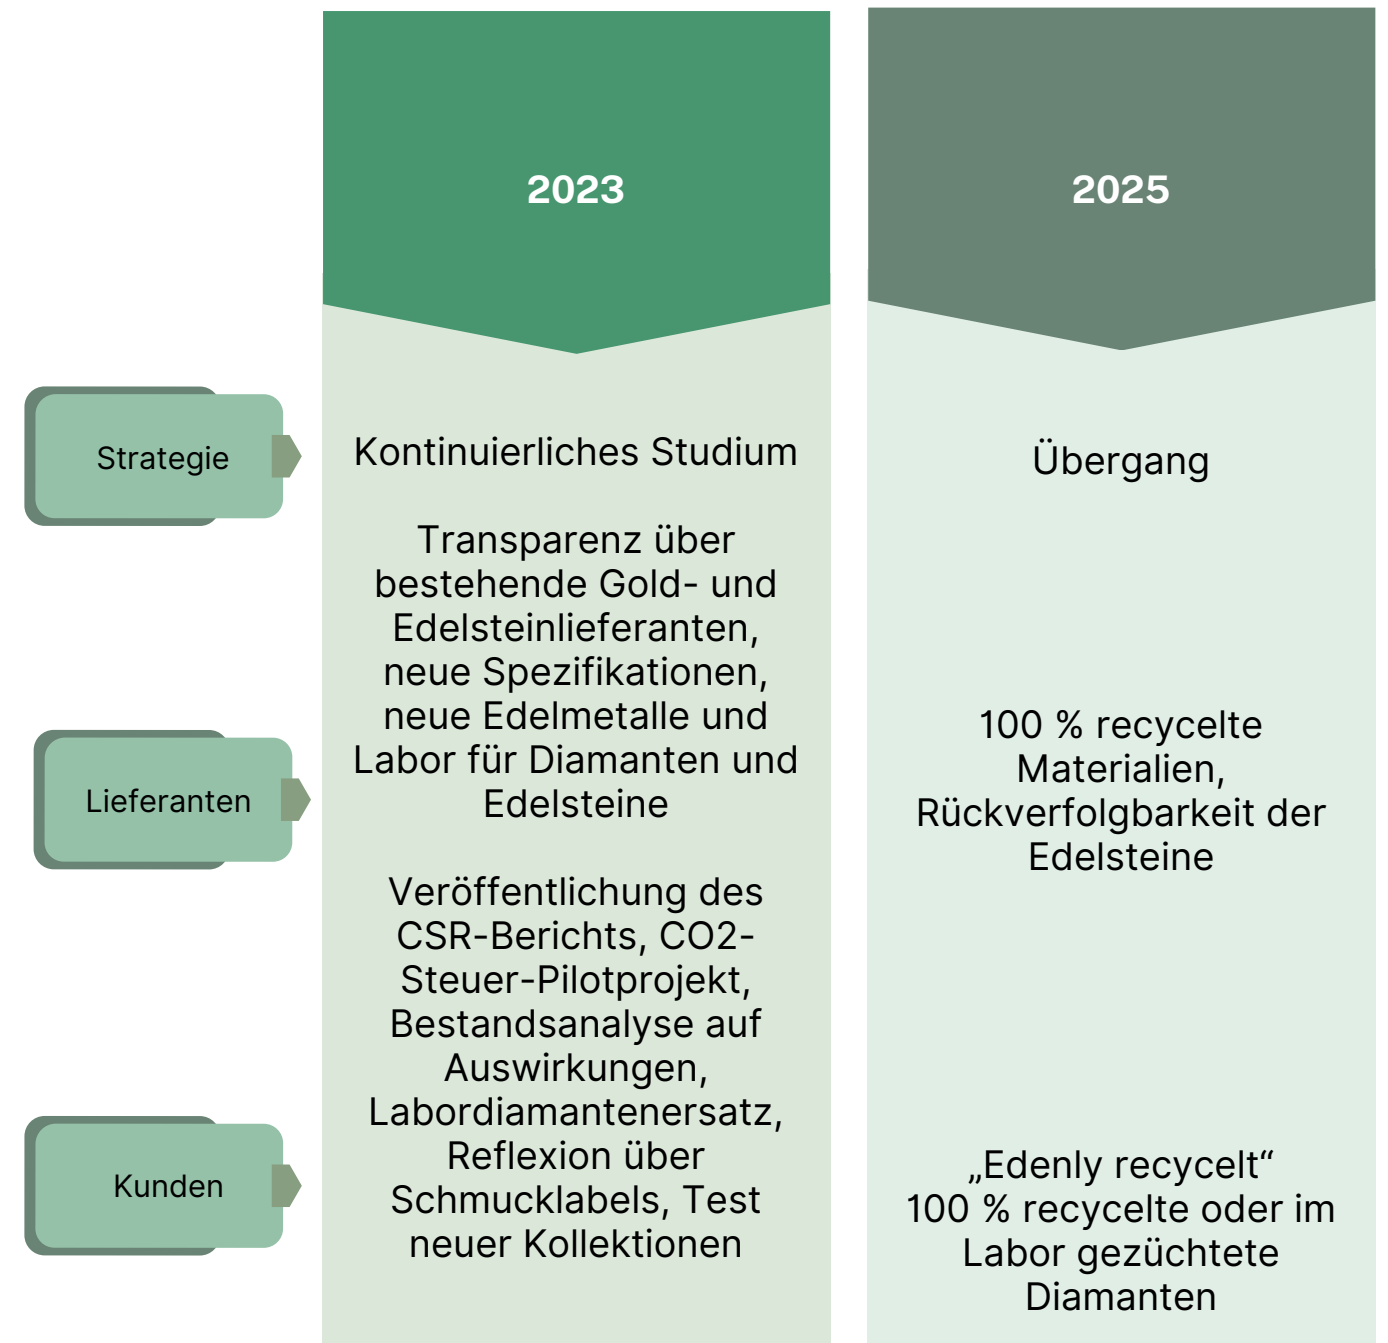 2023
2025
Strategie
Kontinuierliches Studium
Übergang
Lieferanten
Transparenz über
bestehende Gold- und
Edelsteinlieferanten,
neue Spezifikationen,
neue Edelmetalle und
Labor für Diamanten und
Edelsteine
100 % recycelte
Materialien,
Rückverfolgbarkeit der
Edelsteine
Kunden
Veröffentlichung des
CSR-Berichts, CO2-
Steuer-Pilotprojekt,
Bestandsanalyse auf
Auswirkungen,
Labordiamantenersatz,
Reflexion über
Schmucklabels, Test
neuer Kollektionen
„Edenly recycelt“
100 % recycelte oder im
Labor gezüchtete
Diamanten